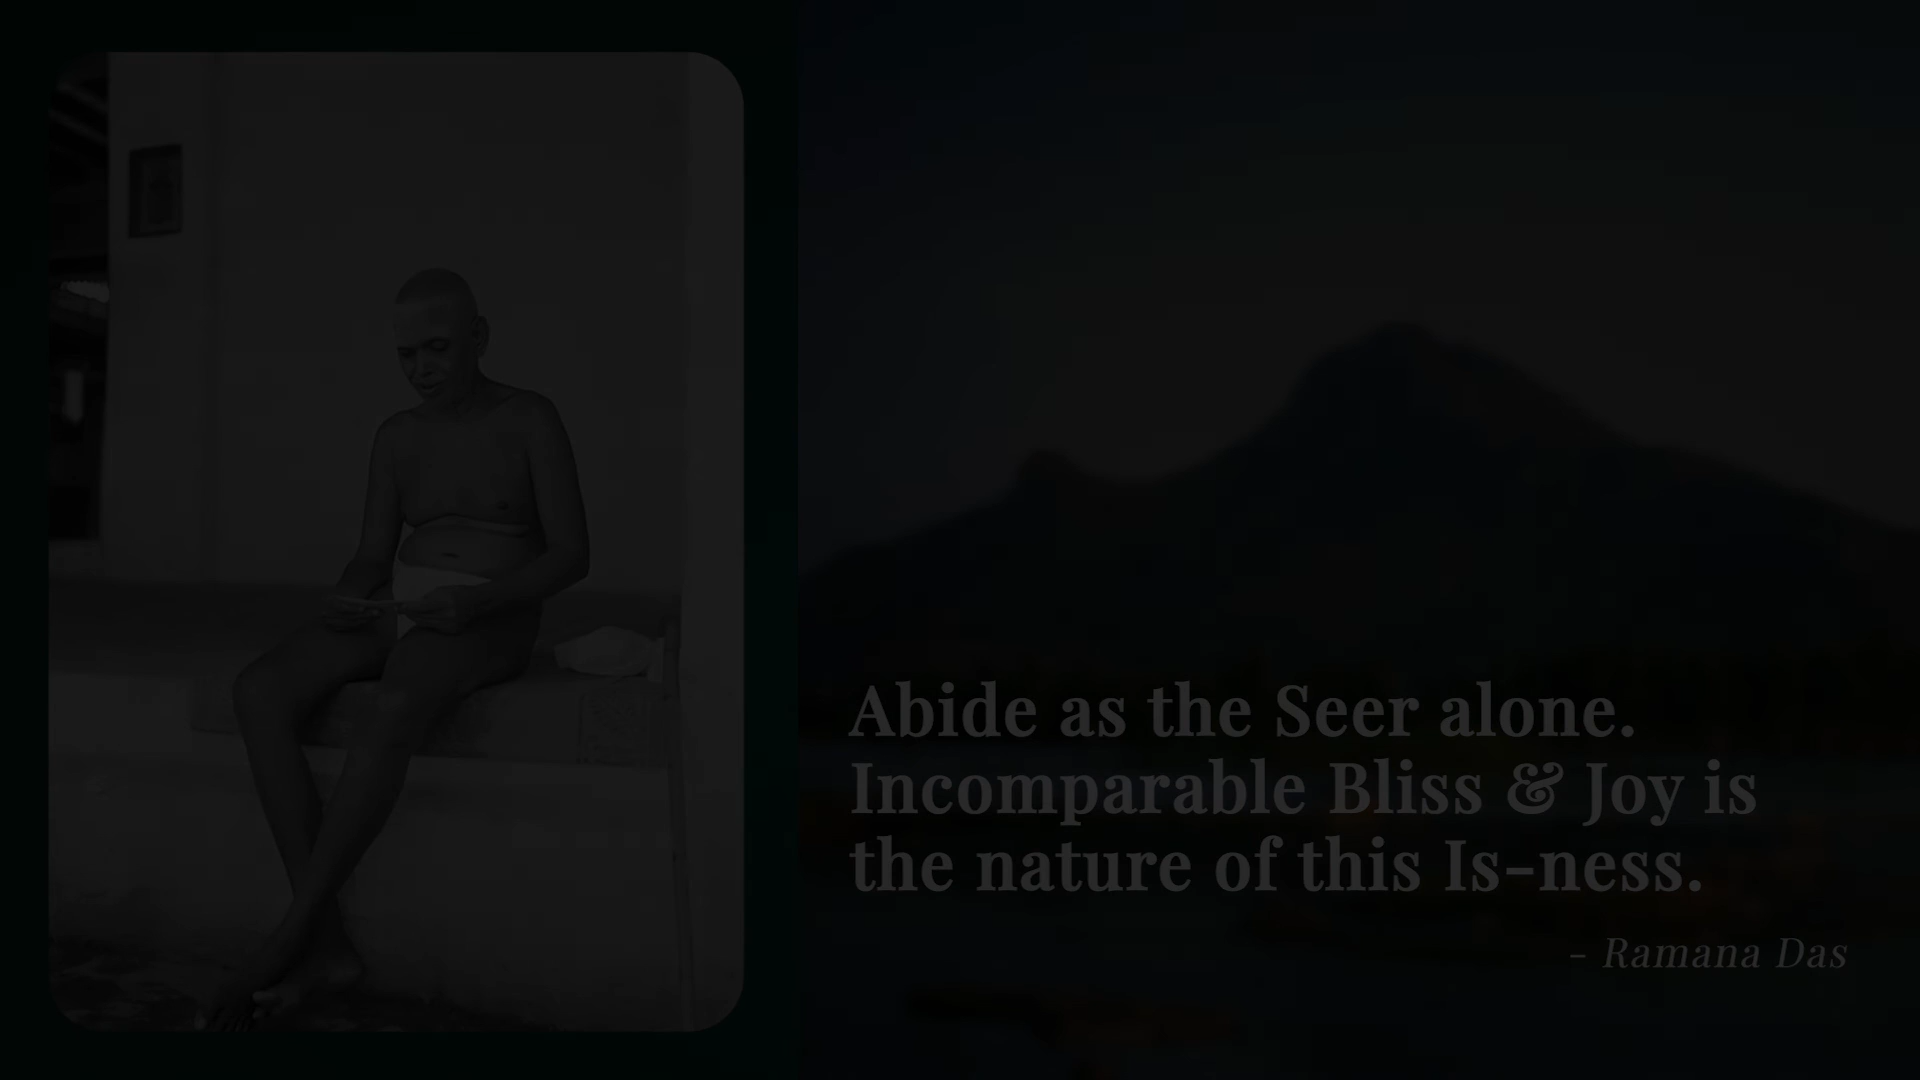 Abide as the Seer alone.
Incomparable Bliss & Joy is
the nature of this Is-ness.
- Ramana Das